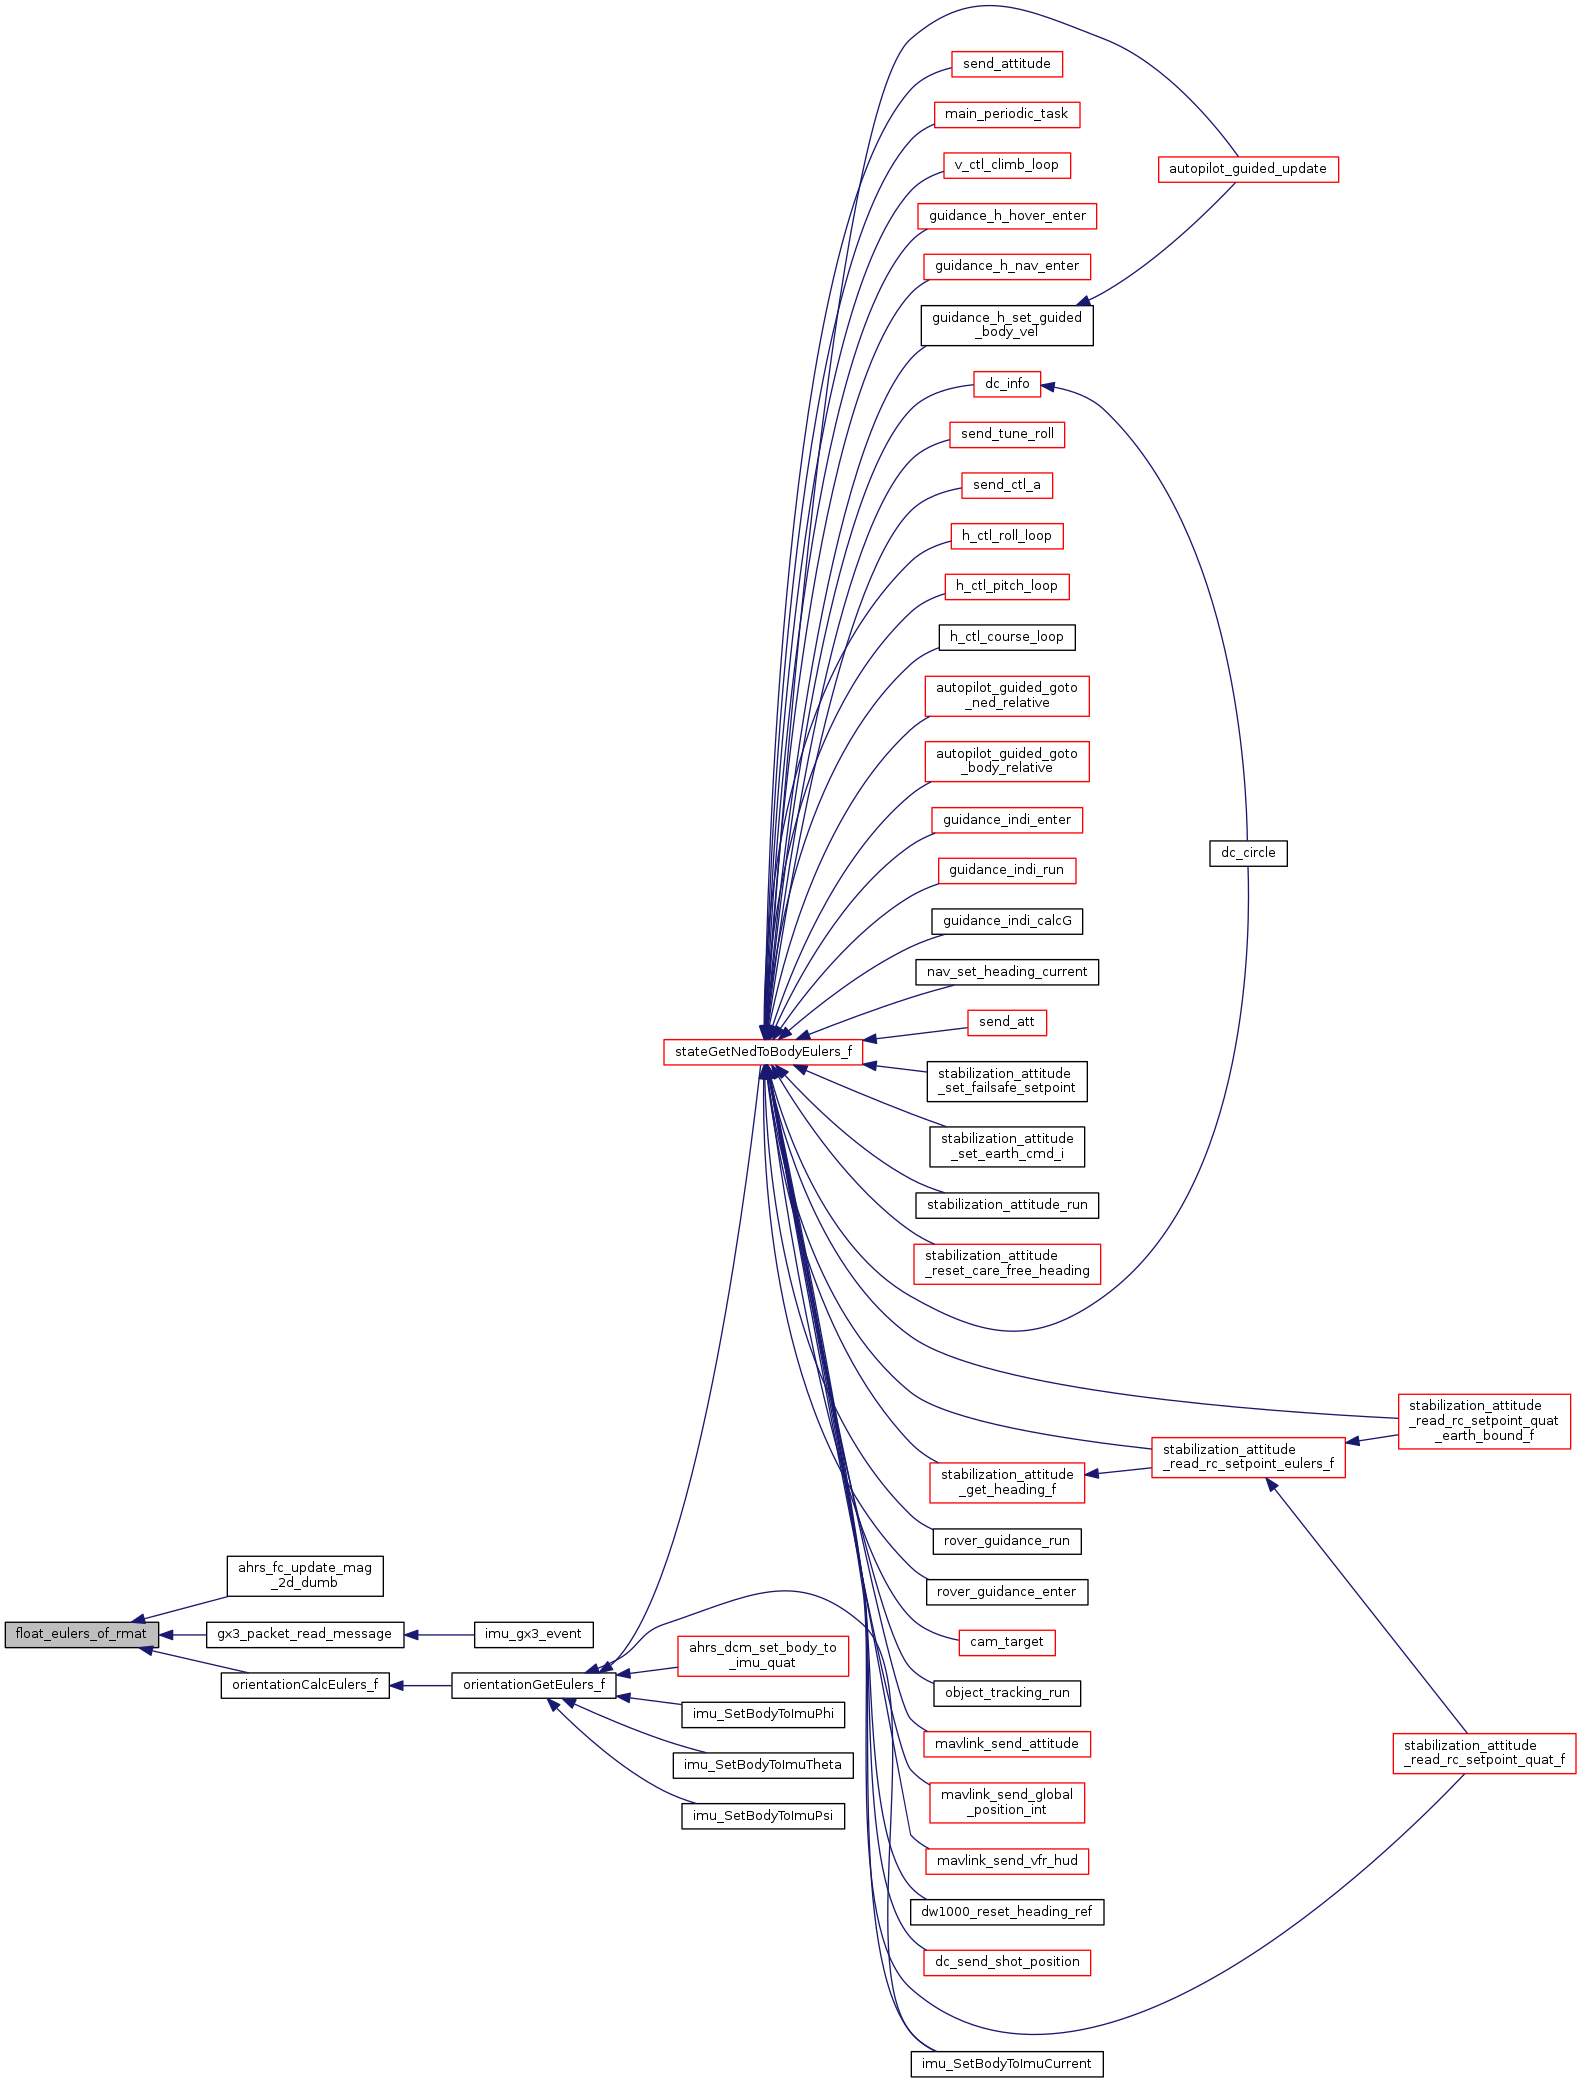 send_attitude
main_periodic_task
v_ctl_climb_loop
autopilot_guided_update
guidance_h_hover_enter
guidance_h_nav_enter
guidance_h_set_guided
_body_vel
dc_info
send_tune_roll
send_ctl_a
h_ctl_roll_loop
h_ctl_pitch_loop
h_ctl_course_loop
autopilot_guided_goto
_ned_relative
autopilot_guided_goto
_body_relative
guidance_indi_enter
dc_circle
guidance_indi_run
guidance_indi_calcG
nav_set_heading_current
send_att
stateGetNedToBodyEulers_f
stabilization_attitude
_set_failsafe_setpoint
stabilization_attitude
_set_earth_cmd_i
stabilization_attitude_run
stabilization_attitude
_reset_care_free_heading
stabilization_attitude
_read_rc_setpoint_quat
_earth_bound_f
stabilization_attitude
_read_rc_setpoint_eulers_f
stabilization_attitude
_get_heading_f
rover_guidance_run
ahrs_fc_update_mag
_2d_dumb
rover_guidance_enter
float_eulers_of_rmat
gx3_packet_read_message
imu_gx3_event
cam_target
ahrs_dcm_set_body_to
_imu_quat
orientationCalcEulers_f
orientationGetEulers_f
object_tracking_run
imu_SetBodyToImuPhi
mavlink_send_attitude
stabilization_attitude
_read_rc_setpoint_quat_f
imu_SetBodyToImuTheta
mavlink_send_global
_position_int
imu_SetBodyToImuPsi
mavlink_send_vfr_hud
dw1000_reset_heading_ref
dc_send_shot_position
imu_SetBodyToImuCurrent